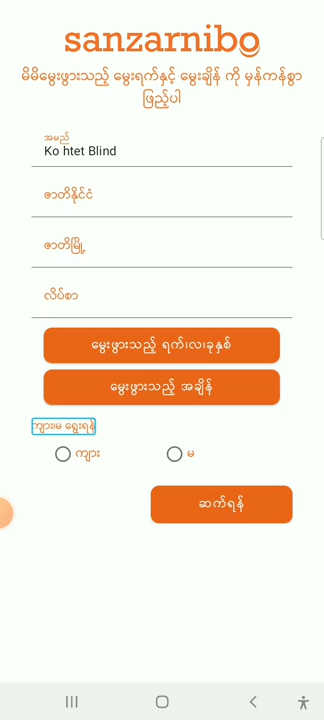 sanzarnibo
မိမိမွေးဖွားသည့် မွေးရက်နှင့် မွေးချိန် ကို မှန်ကန်စွာ
ဖြည့်ပါ
အမည်
Ko htet Blind
ဇာတိနိုင်ငံ
ဇာတိမြို့
လိပ်စာ
မွေးဖွားသည့် ရက်၊လ၊ခုနှစ်
မွေးဖွားသည့် အချိန်
ကျား၊မ ရွေးရန်
ကျား
မ
ဆက်ရန်